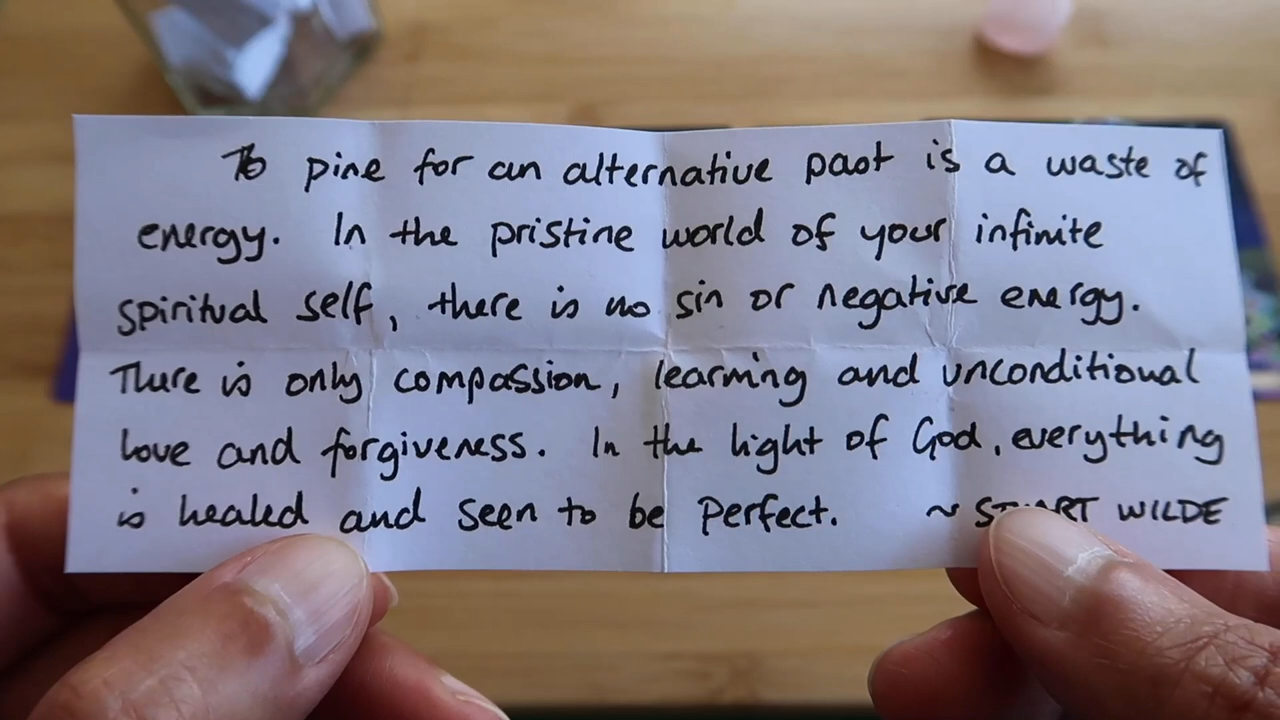 To pine for an alternative past is a waste of
energy. In the pristine world of your infinite
spiritual self, there is no sin or negative energy.
There is only compassion, learning and unconditional
love and forgiveness. In the light of God, everything
is healed and seen to be perfect. ~ STUART WILDE